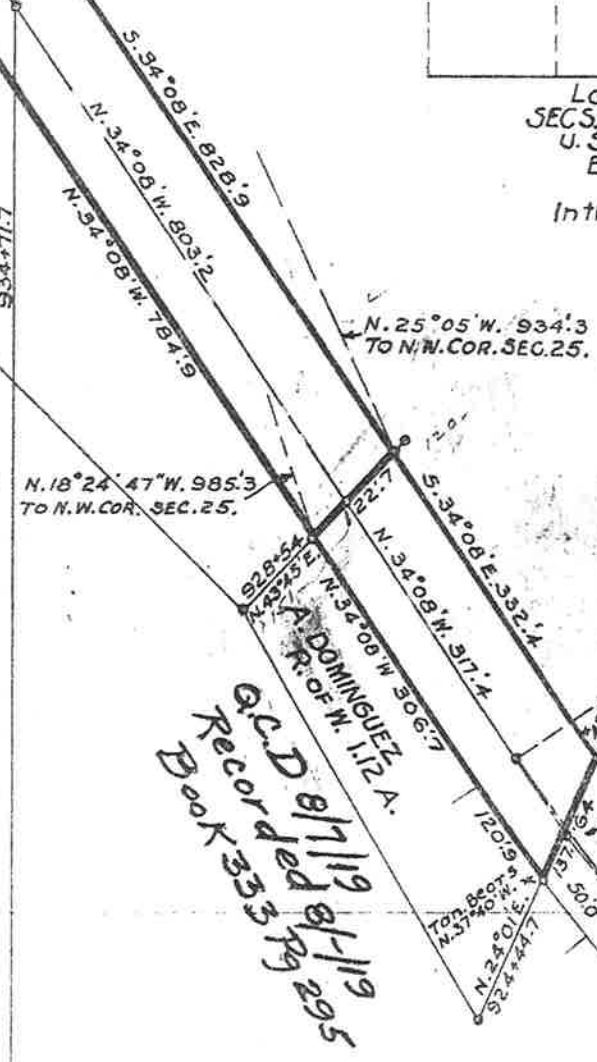 S. 34°08' E. 828.'9
N. 34°08' W. 803.'2
N. 34°08' W. 784.'9
934+71.7
SECS.
U. S
In th
N. 25°05' W. 934.'3
TO N.W. COR. SEC. 25.
120.
N. 18°24'47" W. 985.'3
TO N.W. COR. SEC. 25.
22.'7
928+54
N. 43°45' E.
S. 34°08' E. 332.'4
N. 34°08' W. 317.'4
N. 34°08' W 306.'7
A. DOMINGUEZ
R. OF W. 1.12 A.
Q.C.D 8/7/19
Recorded 8/-/19
Book 333 Pg 295
120.'9
137.'19
Tan. Bears
N. 37°40' W.
50.0
N. 24°01' E.
924+44.7